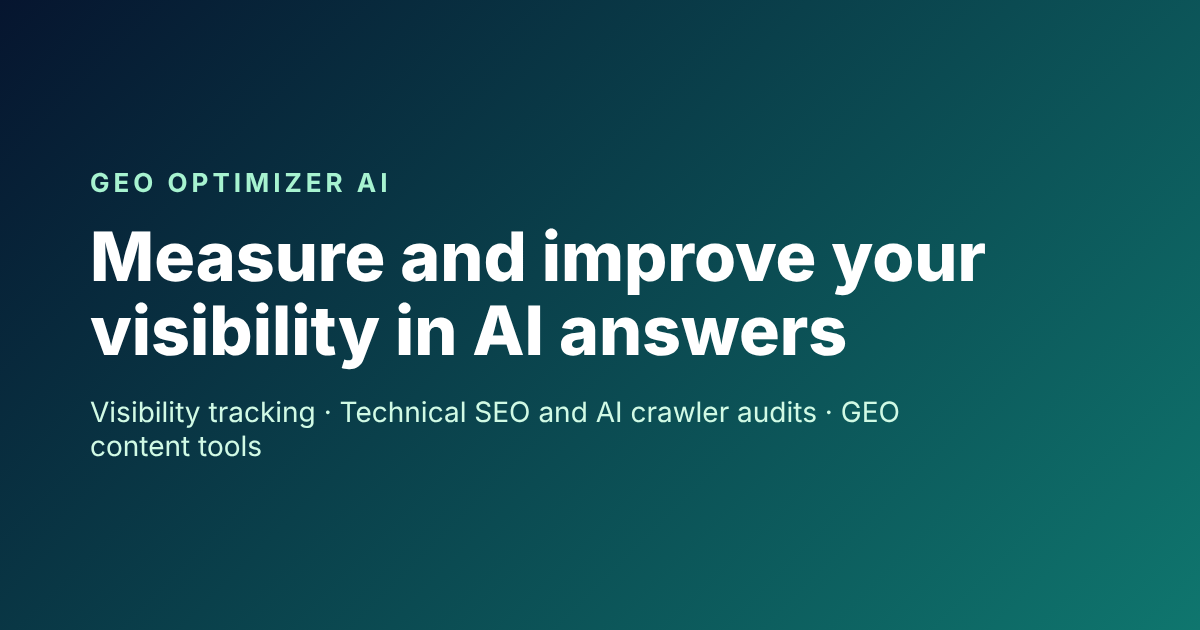 GEO OPTIMIZER AI
Measure and improve your
visibility in AI answers
Visibility tracking · Technical SEO and AI crawler audits · GEO
content tools